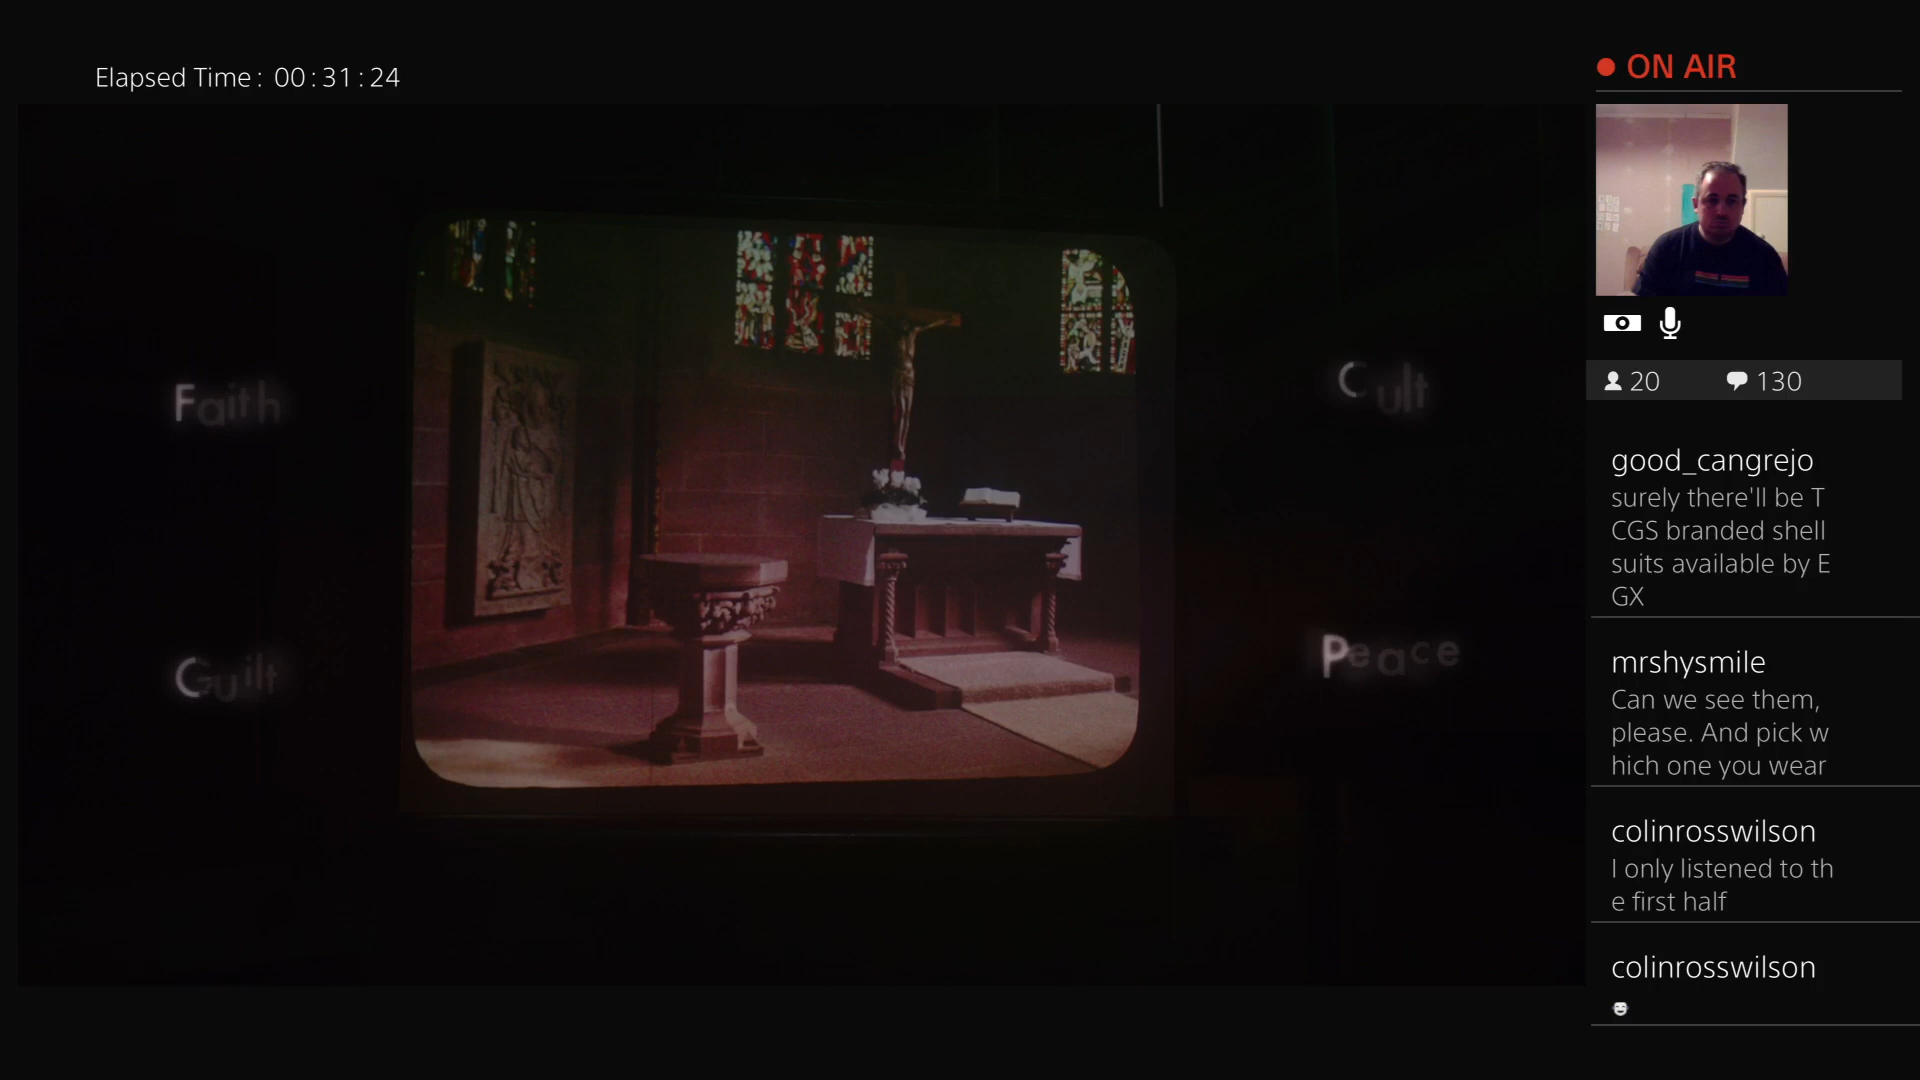 Elapsed Time: 00:31:24
ON AIR
20 130
Faith
Cult
Guilt
Peace
good_cangrejo
surely there'll be T
CGS branded shell
suits available by E
GX
mrshysmile
Can we see them,
please. And pick w
hich one you wear
colinrosswilson
I only listened to th
e first half
colinrosswilson